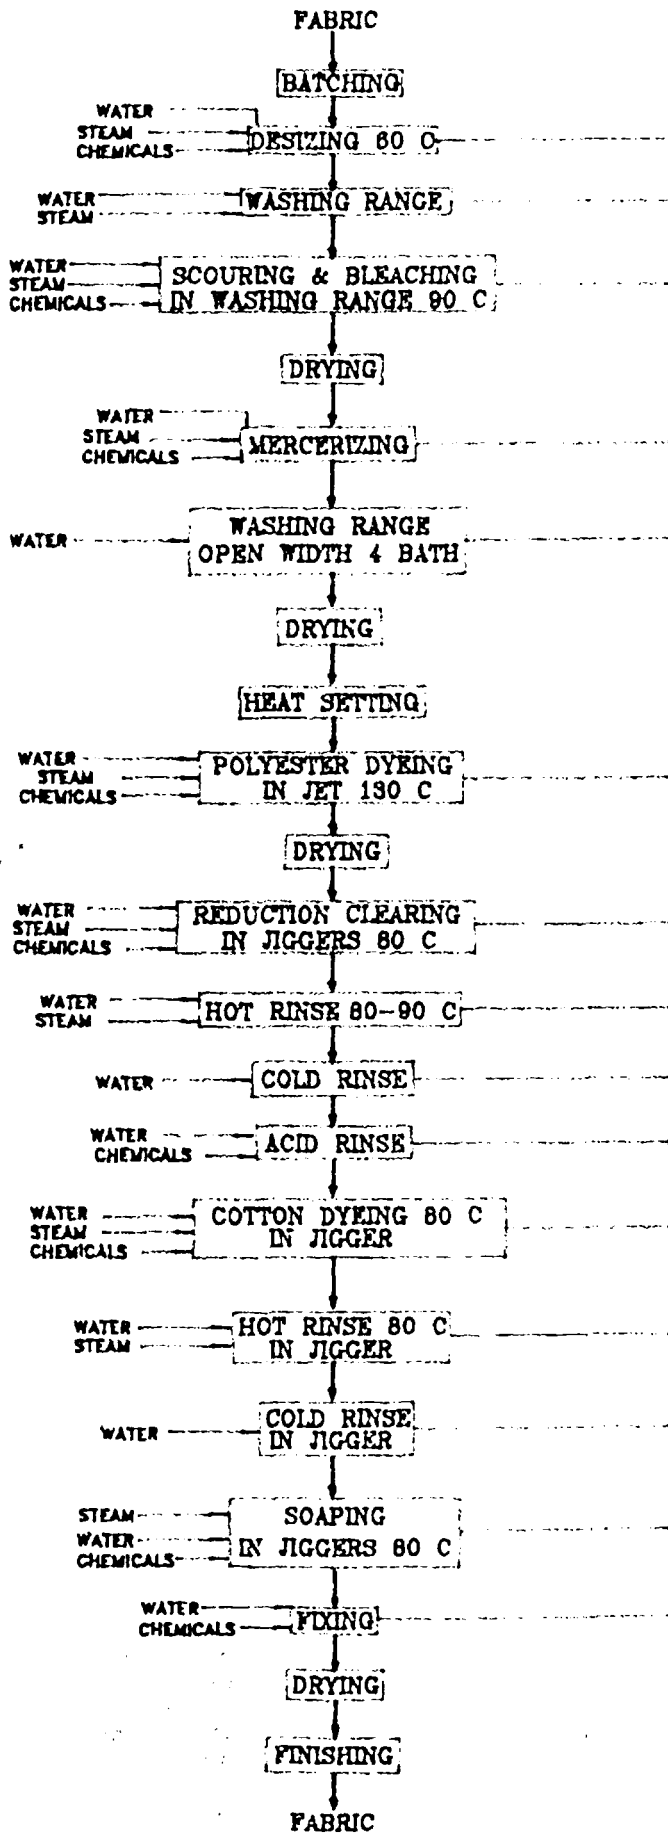 FABRIC
BATCHING
WATER
STEAM
CHEMICALS
DESIZING 60 C
WATER
STEAM
WASHING RANGE
WATER
STEAM
CHEMICALS
SCOURING & BLEACHING
IN WASHING RANGE 90 C
DRYING
WATER
STEAM
CHEMICALS
MERCERIZING
WATER
WASHING RANGE
OPEN WIDTH 4 BATH
DRYING
HEAT SETTING
WATER
STEAM
CHEMICALS
POLYESTER DYEING
IN JET 130 C
DRYING
WATER
STEAM
CHEMICALS
REDUCTION CLEARING
IN JIGGERS 80 C
WATER
STEAM
HOT RINSE 80-90 C
WATER
COLD RINSE
WATER
CHEMICALS
ACID RINSE
WATER
STEAM
CHEMICALS
COTTON DYEING 80 C
IN JIGGER
WATER
STEAM
HOT RINSE 80 C
IN JIGGER
WATER
COLD RINSE
IN JIGGER
STEAM
WATER
CHEMICALS
SOAPING
IN JIGGERS 80 C
WATER
CHEMICALS
FIXING
DRYING
FINISHING
FABRIC